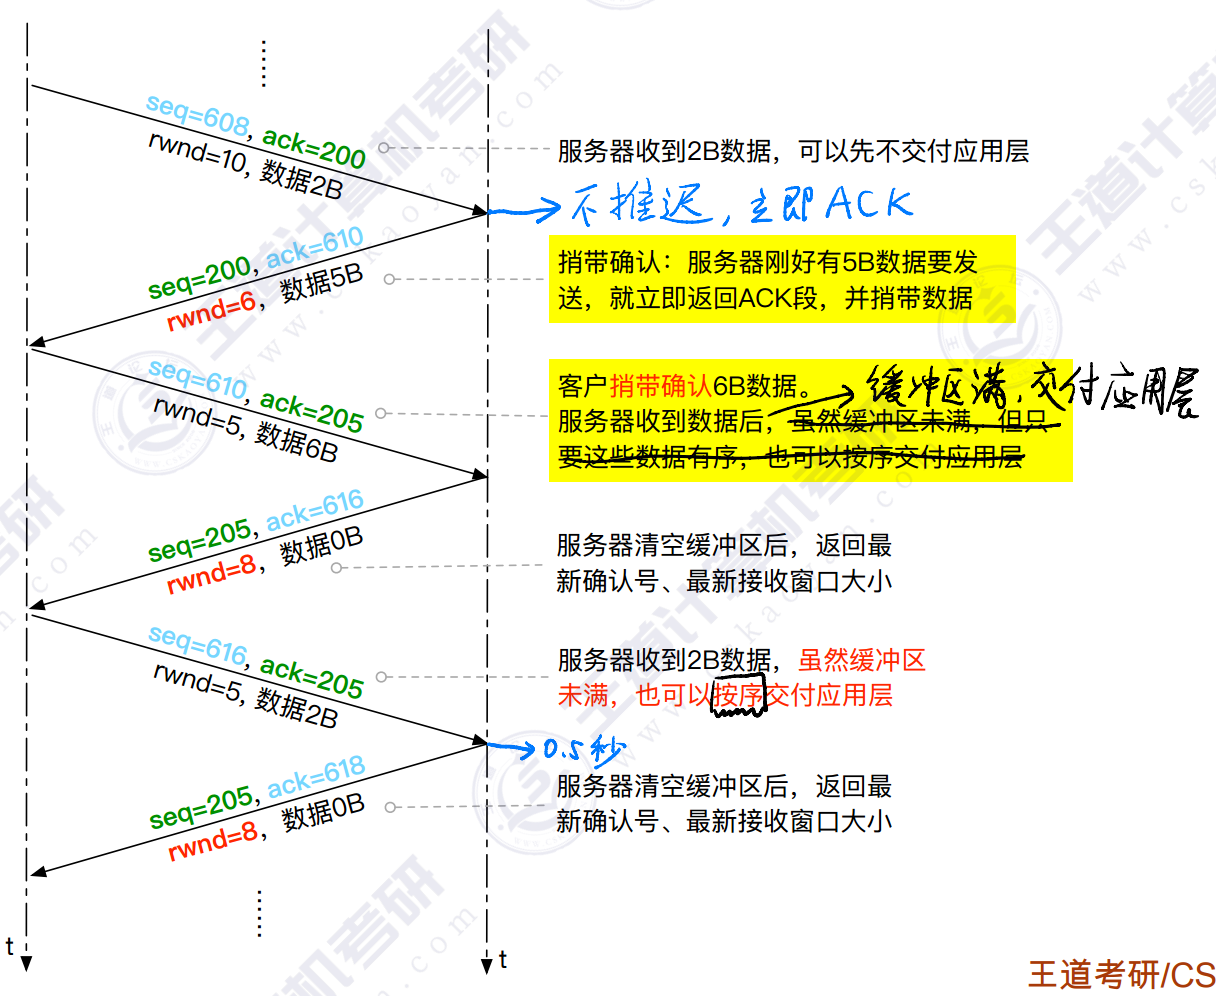 ......
seq=608, ack=200
rwnd=10, 数据2B
服务器收到2B数据，可以先不交付应用层
不推迟，立即ACK
seq=200, ack=610
rwnd=6，数据5B
捎带确认：服务器刚好有5B数据要发
送，就立即返回ACK段，并捎带数据
seq=610, ack=205
rwnd=5, 数据6B
客户捎带确认6B数据。
缓冲区满，交付应用层
服务器收到数据后，虽然缓冲区未满，但只
要这些数据有序，也可以按序交付应用层
seq=205, ack=616
rwnd=8，数据0B
服务器清空缓冲区后，返回最
新确认号、最新接收窗口大小
seq=616, ack=205
rwnd=5, 数据2B
服务器收到2B数据，虽然缓冲区
未满，也可以按序交付应用层
0.5秒
seq=205, ack=618
rwnd=8，数据0B
服务器清空缓冲区后，返回最
新确认号、最新接收窗口大小
......
t
t
王道考研/CS
王道计算机考研
www.cskaoyan.com